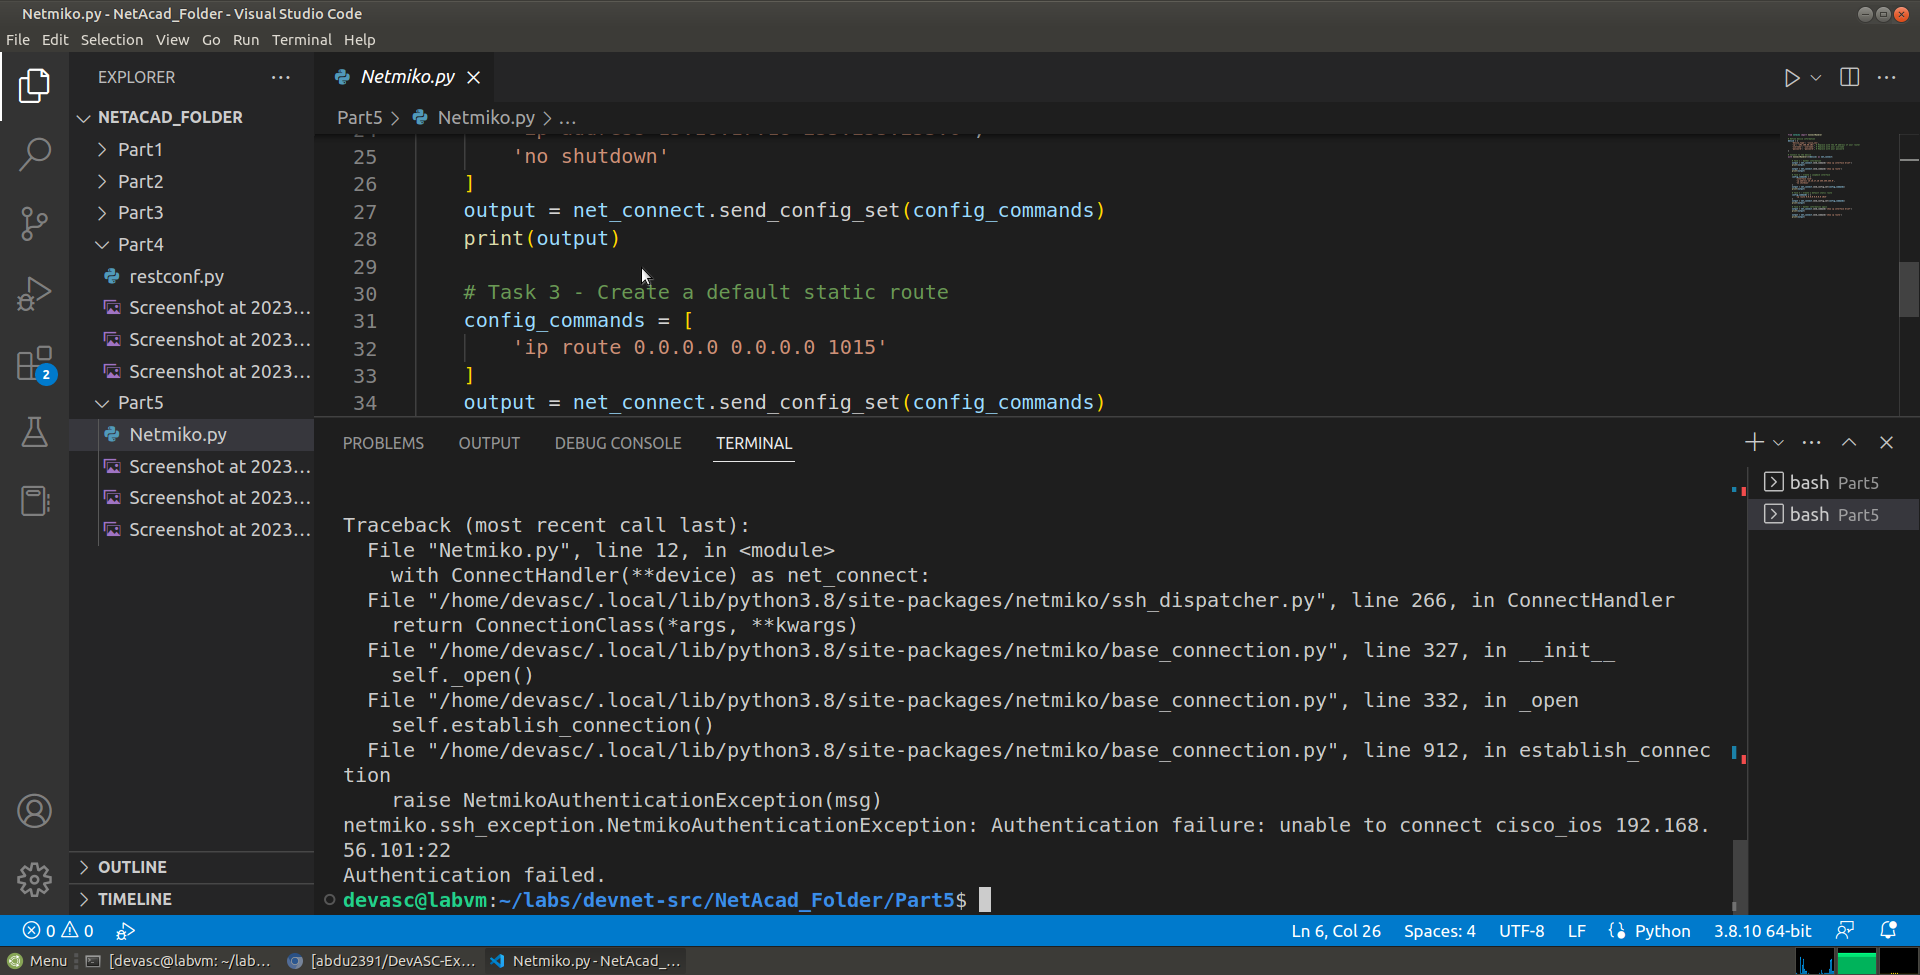 Netmiko.py - NetAcad_Folder - Visual Studio Code
File Edit Selection View Go Run Terminal Help
EXPLORER
NETACAD_FOLDER
Part1
Part2
Part3
Part4
restconf.py
Screenshot at 2023...
Screenshot at 2023...
Screenshot at 2023...
Part5
Netmiko.py
Screenshot at 2023...
Screenshot at 2023...
Screenshot at 2023...
OUTLINE
TIMELINE
2
Netmiko.py
Part5 > Netmiko.py > ...
25 'no shutdown'
26 ]
27 output = net_connect.send_config_set(config_commands)
28 print(output)
29
30 # Task 3 - Create a default static route
31 config_commands = [
32 'ip route 0.0.0.0 0.0.0.0 1015'
33 ]
34 output = net_connect.send_config_set(config_commands)
PROBLEMS OUTPUT DEBUG CONSOLE TERMINAL
bash Part5
bash Part5
Traceback (most recent call last):
File "Netmiko.py", line 12, in <module>
with ConnectHandler(**device) as net_connect:
File "/home/devasc/.local/lib/python3.8/site-packages/netmiko/ssh_dispatcher.py", line 266, in ConnectHandler
return ConnectionClass(*args, **kwargs)
File "/home/devasc/.local/lib/python3.8/site-packages/netmiko/base_connection.py", line 327, in __init__
self._open()
File "/home/devasc/.local/lib/python3.8/site-packages/netmiko/base_connection.py", line 332, in _open
self.establish_connection()
File "/home/devasc/.local/lib/python3.8/site-packages/netmiko/base_connection.py", line 912, in establish_connec
tion
raise NetmikoAuthenticationException(msg)
netmiko.ssh_exception.NetmikoAuthenticationException: Authentication failure: unable to connect cisco_ios 192.168.
56.101:22
Authentication failed.
devasc@labvm:~/labs/devnet-src/NetAcad_Folder/Part5$
0 0 Ln 6, Col 26 Spaces: 4 UTF-8 LF Python 3.8.10 64-bit
Menu [devasc@labvm: ~/lab... [abdu2391/DevASC-Ex... Netmiko.py - NetAcad_...